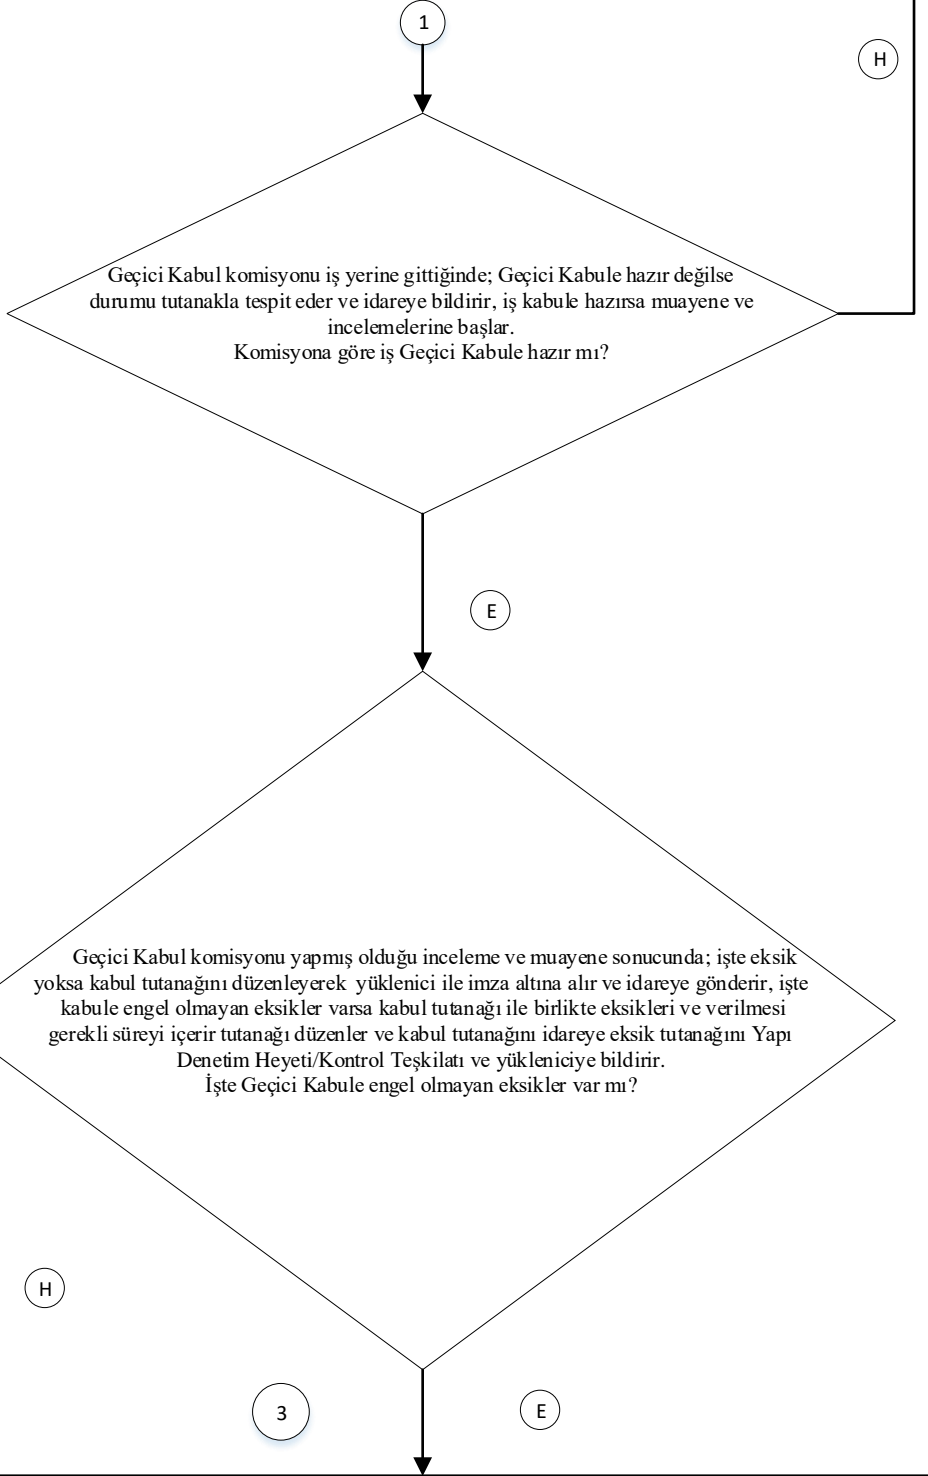 1
H
Geçici Kabul komisyonu iş yerine gittiğinde; Geçici Kabule hazır değilse
durumu tutanakla tespit eder ve idareye bildirir, iş kabule hazırsa muayene ve
incelemelerine başlar.
Komisyona göre iş Geçici Kabule hazır mı?
E
Geçici Kabul komisyonu yapmış olduğu inceleme ve muayene sonucunda; işte eksik
yoksa kabul tutanağını düzenleyerek yüklenici ile imza altına alır ve idareye gönderir, işte
kabule engel olmayan eksikler varsa kabul tutanağı ile birlikte eksikleri ve verilmesi
gerekli süreyi içerir tutanağı düzenler ve kabul tutanağını idareye eksik tutanağını Yapı
Denetim Heyeti/Kontrol Teşkilatı ve yükleniciye bildirir.
İşte Geçici Kabule engel olmayan eksikler var mı?
H
3
E